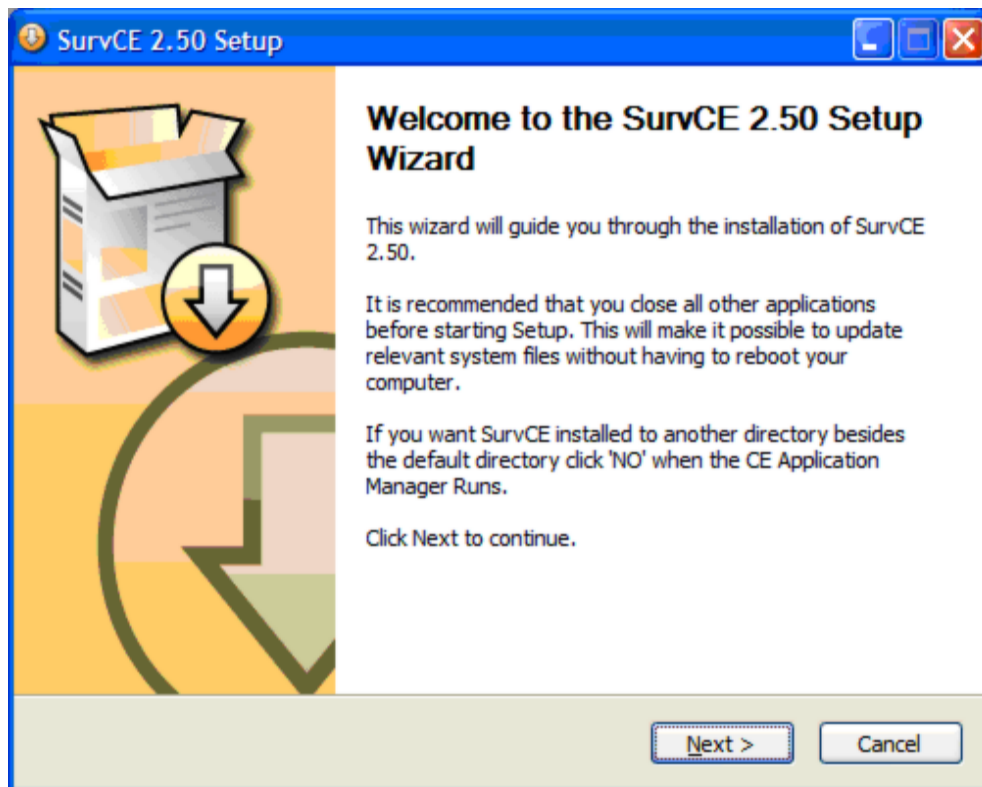 SurvCE 2.50 Setup
Welcome to the SurvCE 2.50 Setup
Wizard
This wizard will guide you through the installation of SurvCE
2.50.
It is recommended that you close all other applications
before starting Setup. This will make it possible to update
relevant system files without having to reboot your
computer.
If you want SurvCE installed to another directory besides
the default directory click 'NO' when the CE Application
Manager Runs.
Click Next to continue.
Next >
Cancel